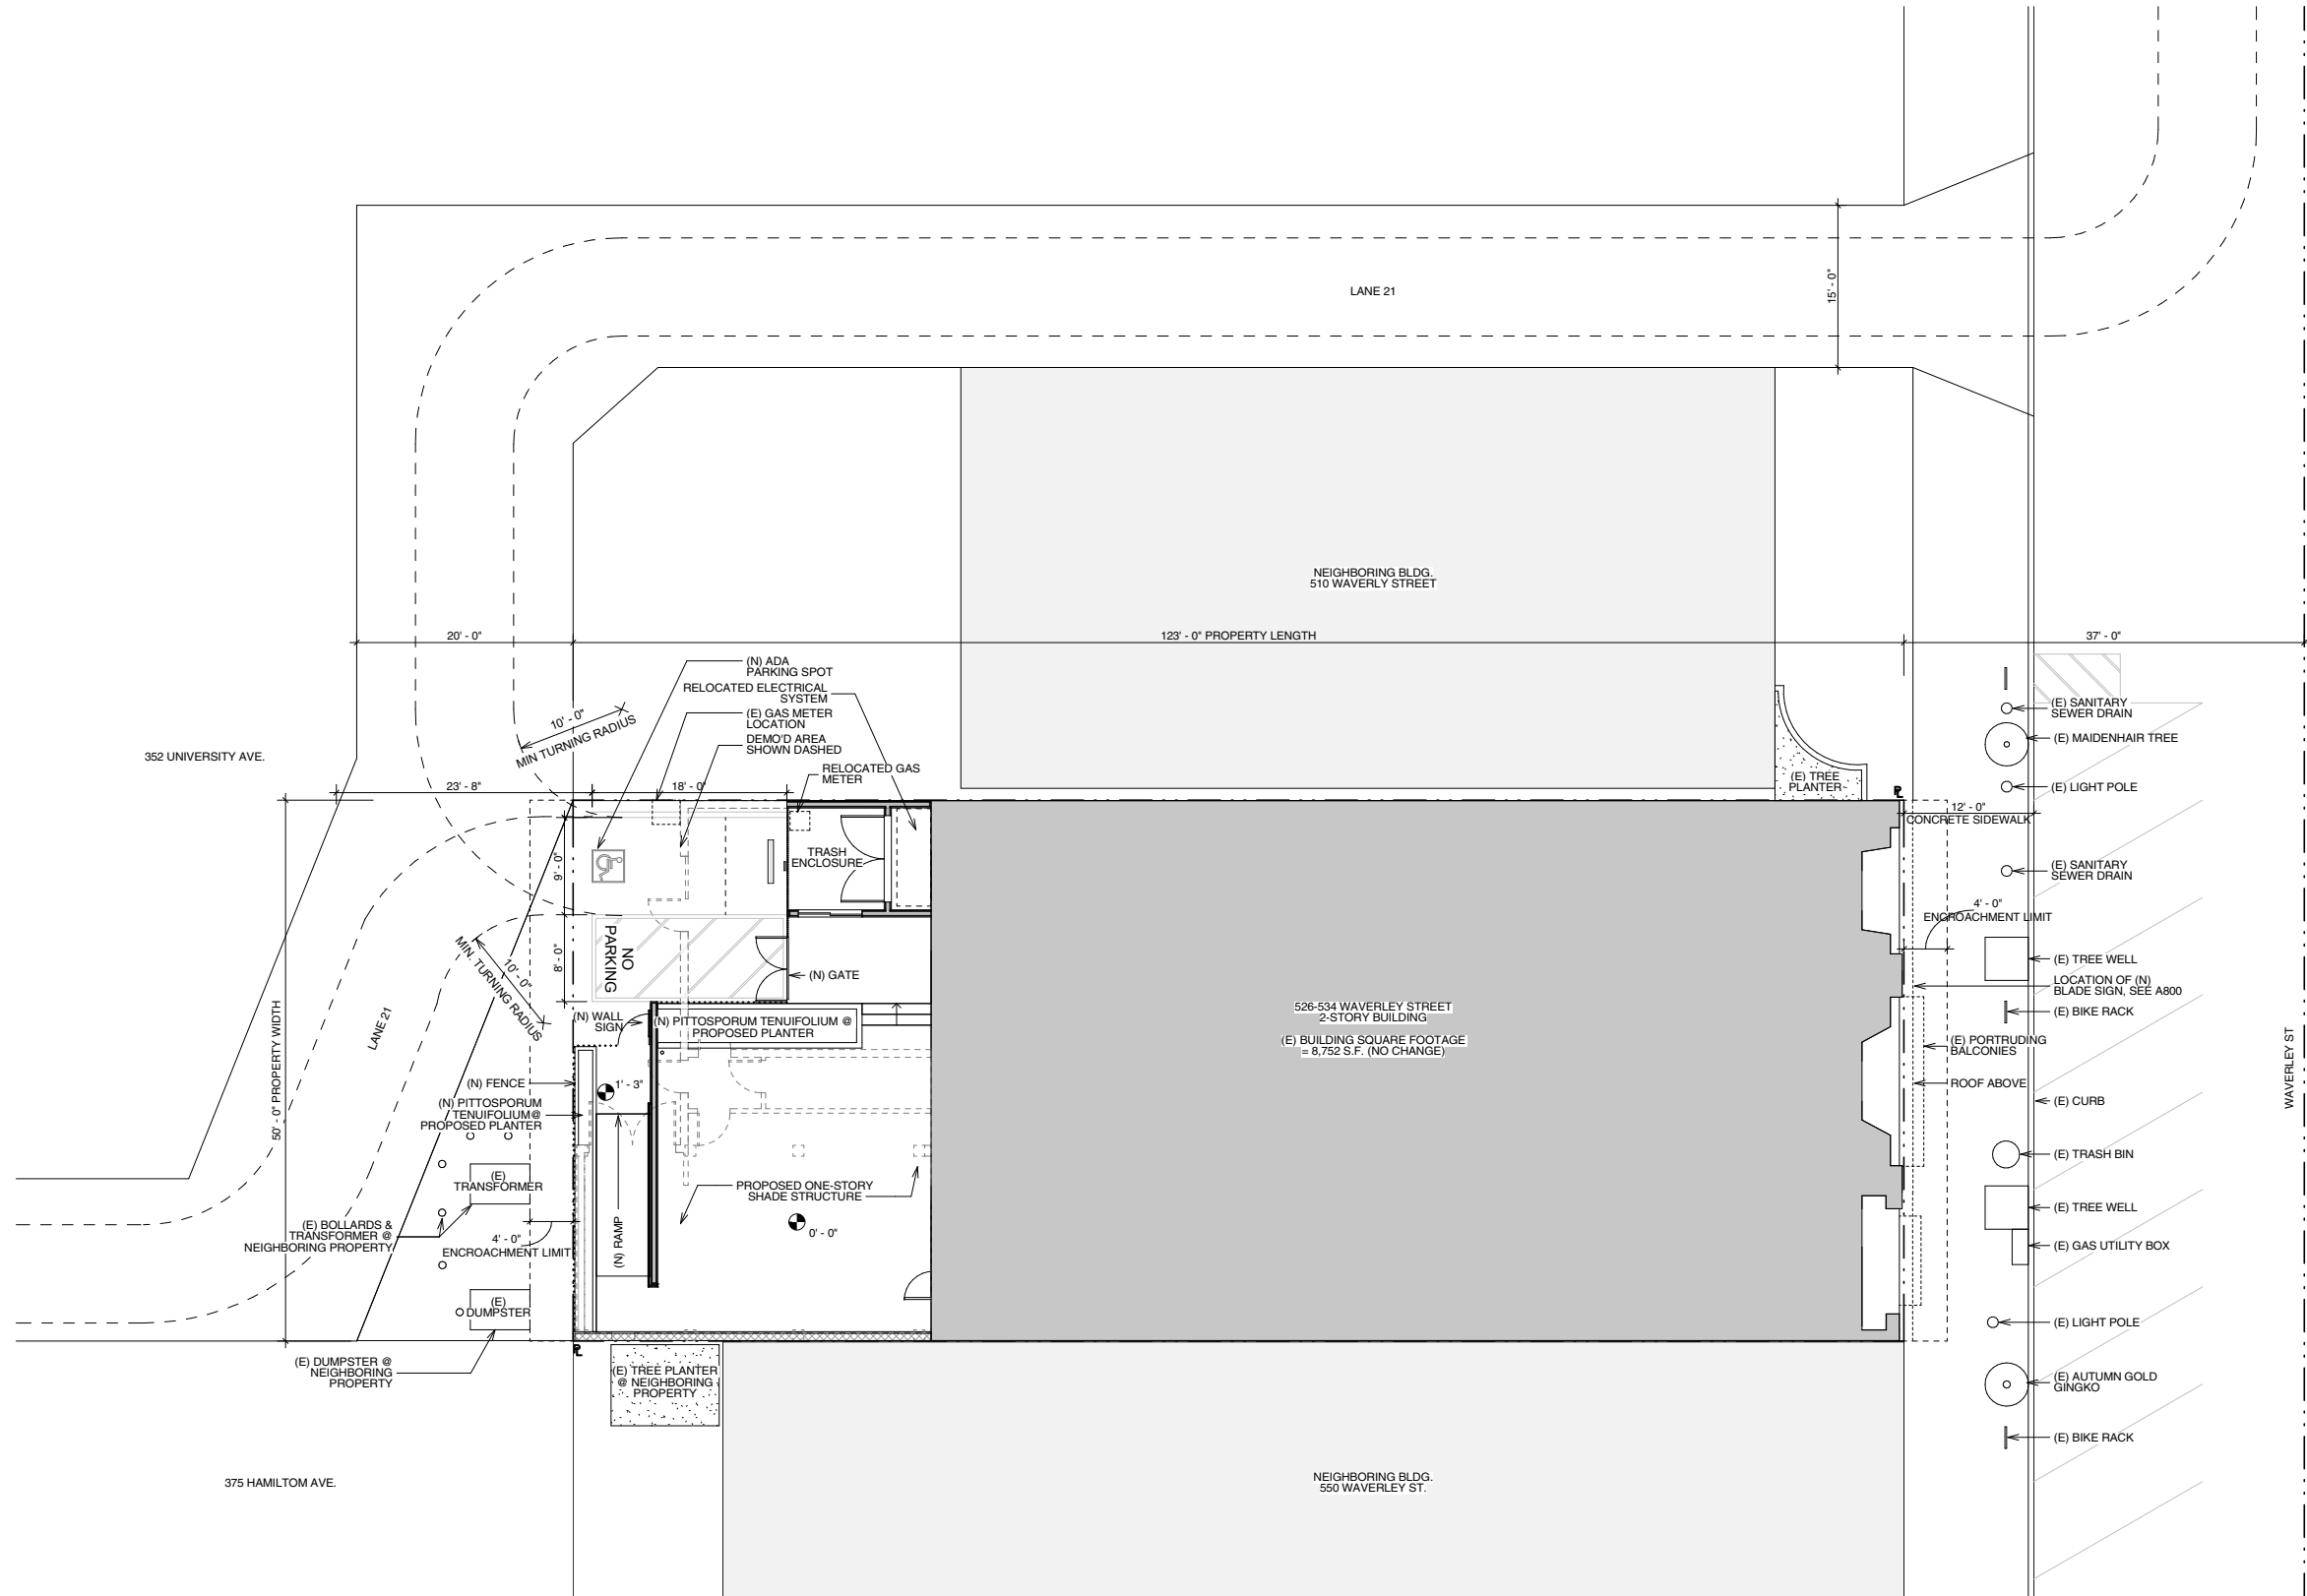 LANE 21
15' - 0"
NEIGHBORING BLDG.
510 WAVERLY STREET
20' - 0"
123' - 0" PROPERTY LENGTH
37' - 0"
(N) ADA
PARKING SPOT
RELOCATED ELECTRICAL
SYSTEM
(E) GAS METER
LOCATION
DEMO'D AREA
SHOWN DASHED
RELOCATED GAS
METER
10' - 0"
MIN TURNING RADIUS
352 UNIVERSITY AVE.
23' - 8"
18' - 0"
(E) TREE
PLANTER
PL
12' - 0"
CONCRETE SIDEWALK
(E) SANITARY
SEWER DRAIN
(E) MAIDENHAIR TREE
(E) LIGHT POLE
(E) SANITARY
SEWER DRAIN
4' - 0"
ENCROACHMENT LIMIT
(E) TREE WELL
LOCATION OF (N)
BLADE SIGN, SEE A800
(E) BIKE RACK
(E) PORTRUDING
BALCONIES
ROOF ABOVE
(E) CURB
(E) TRASH BIN
(E) TREE WELL
(E) GAS UTILITY BOX
(E) LIGHT POLE
(E) AUTUMN GOLD
GINGKO
(E) BIKE RACK
WAVERLEY ST
TRASH
ENCLOSURE
9' - 0"
8' - 0"
NO
PARKING
(N) GATE
10' - 0"
MIN. TURNING RADIUS
LANE 21
50' - 0" PROPERTY WIDTH
(N) WALL
SIGN
(N) PITTOSPORUM TENUIFOLIUM @
PROPOSED PLANTER
526-534 WAVERLEY STREET
2-STORY BUILDING
(E) BUILDING SQUARE FOOTAGE
= 8,752 S.F. (NO CHANGE)
(N) FENCE
1' - 3"
(N) PITTOSPORUM
TENUIFOLIUM@
PROPOSED PLANTER
(E)
TRANSFORMER
PROPOSED ONE-STORY
SHADE STRUCTURE
0' - 0"
(N) RAMP
(E) BOLLARDS &
TRANSFORMER @
NEIGHBORING PROPERTY
4' - 0"
ENCROACHMENT LIMIT
(E)
DUMPSTER
(E) DUMPSTER @
NEIGHBORING
PROPERTY
PL
(E) TREE PLANTER
@ NEIGHBORING
PROPERTY
375 HAMILTOM AVE.
NEIGHBORING BLDG.
550 WAVERLEY ST.